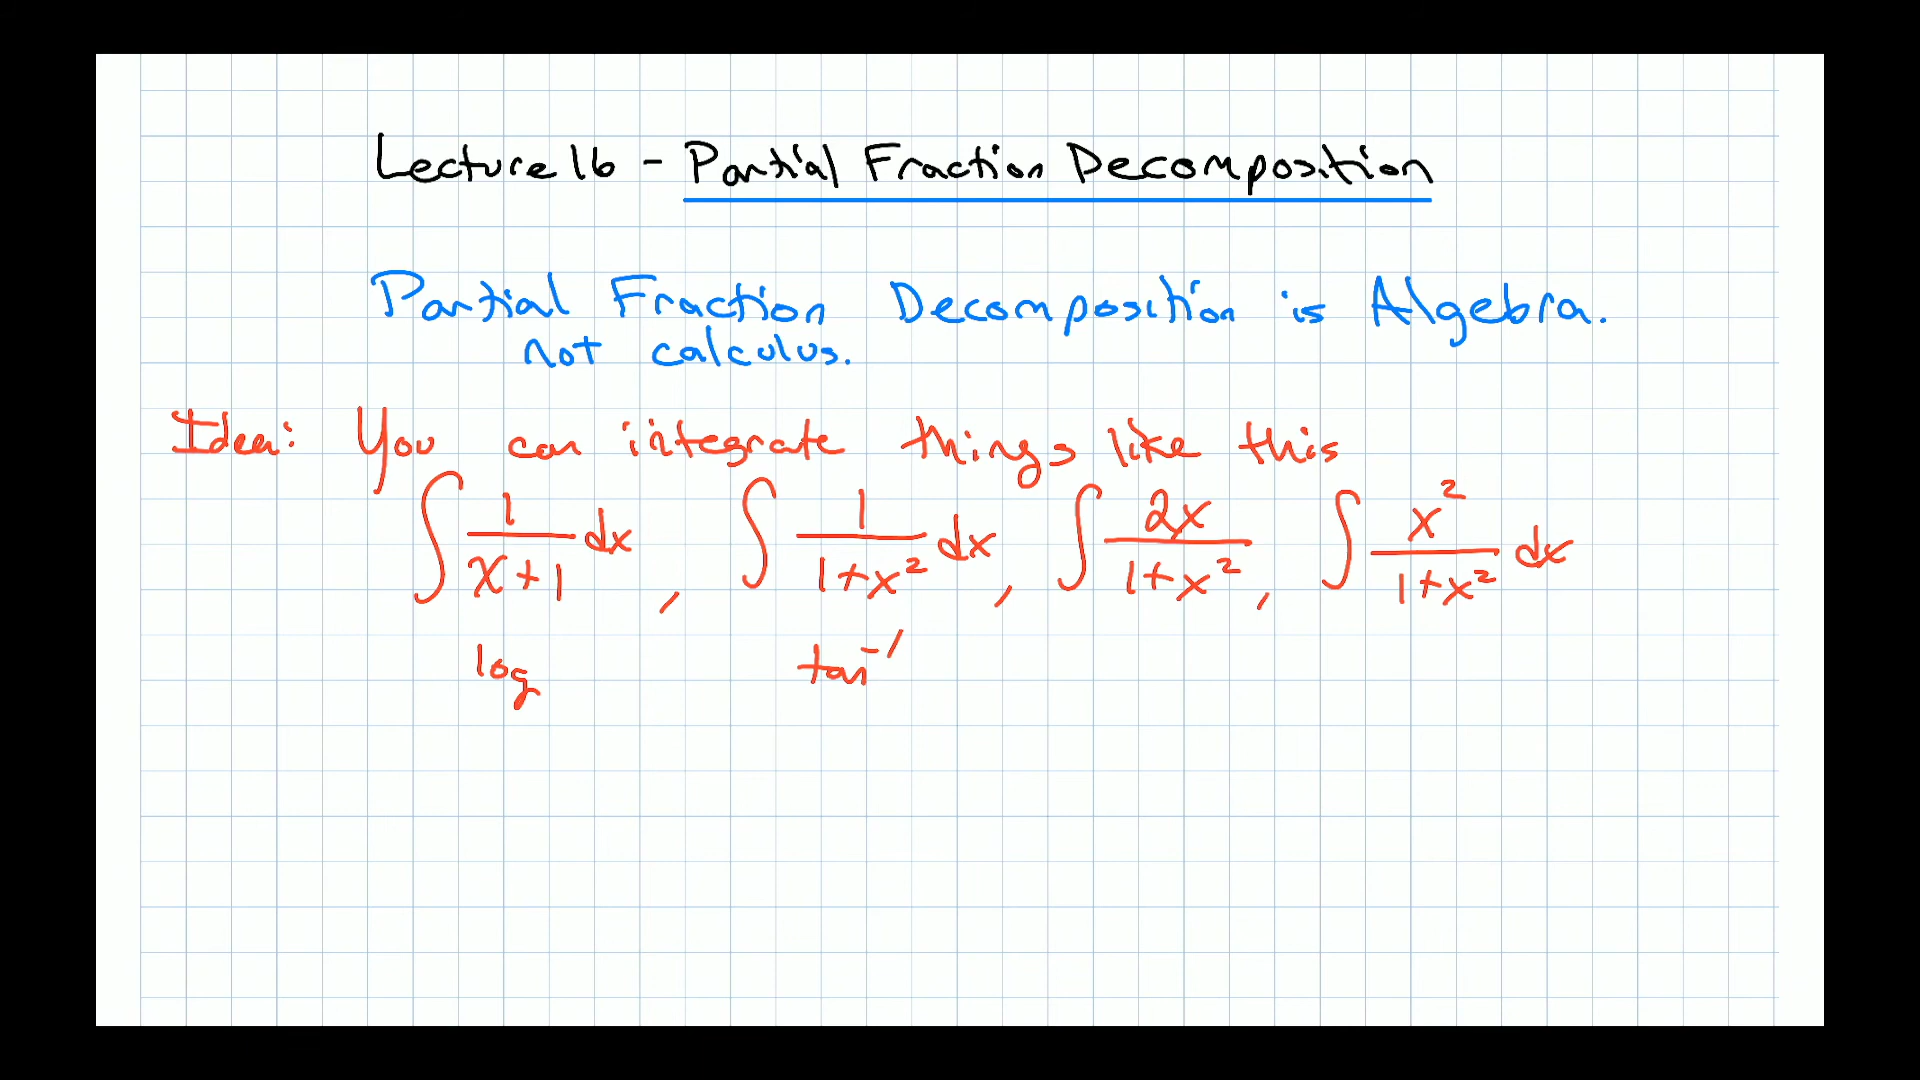 Lecture 16 - Partial Fraction Decomposition
Partial Fraction Decomposition is Algebra.
not calculus.
Idea: You can integrate things like this
∫ 1/(x+1) dx, ∫ 1/(1+x²) dx, ∫ 2x/(1+x²), ∫ x²/(1+x²) dx
log tan⁻¹